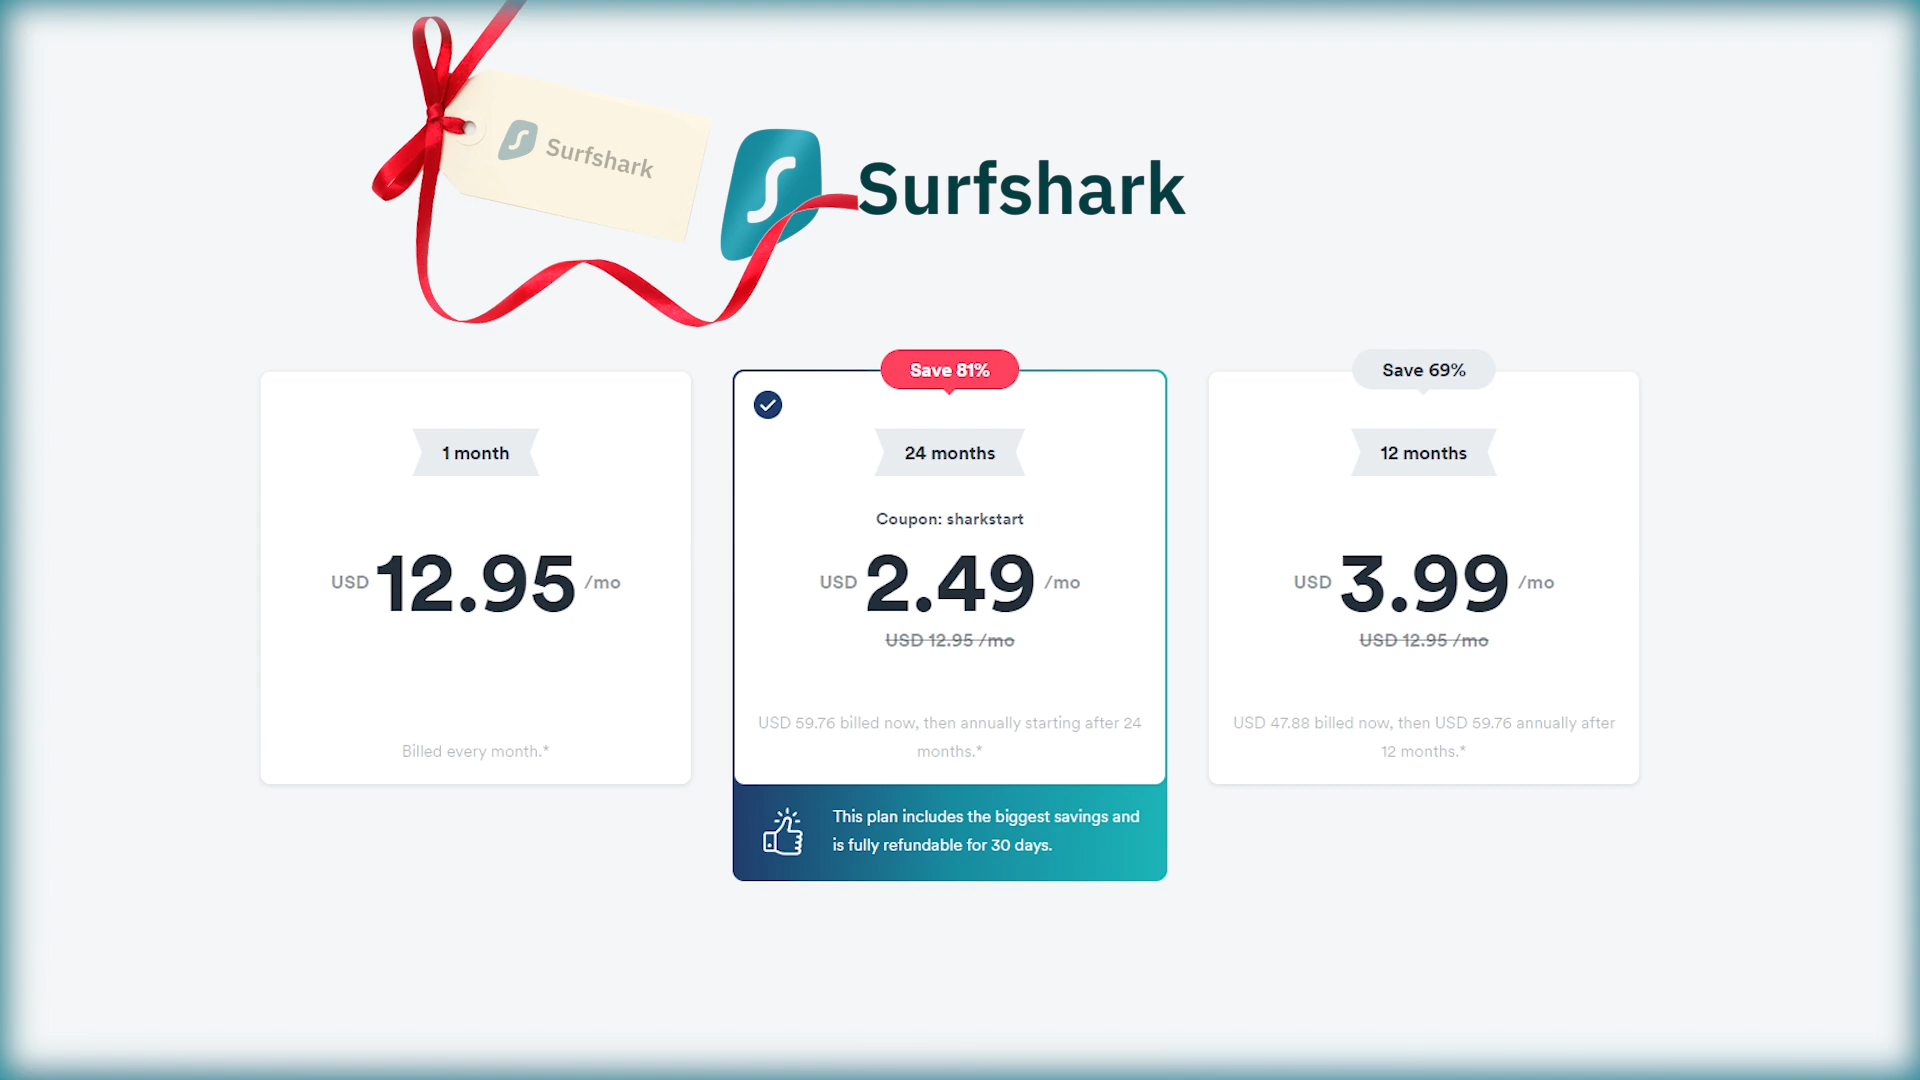 Surfshark
Surfshark
1 month
USD 12.95 /mo
Billed every month.*
Save 81%
24 months
Coupon: sharkstart
USD 2.49 /mo
USD 12.95 /mo
USD 59.76 billed now, then annually starting after 24
months.*
This plan includes the biggest savings and
is fully refundable for 30 days.
Save 69%
12 months
USD 3.99 /mo
USD 12.95 /mo
USD 47.88 billed now, then USD 59.76 annually after
12 months.*